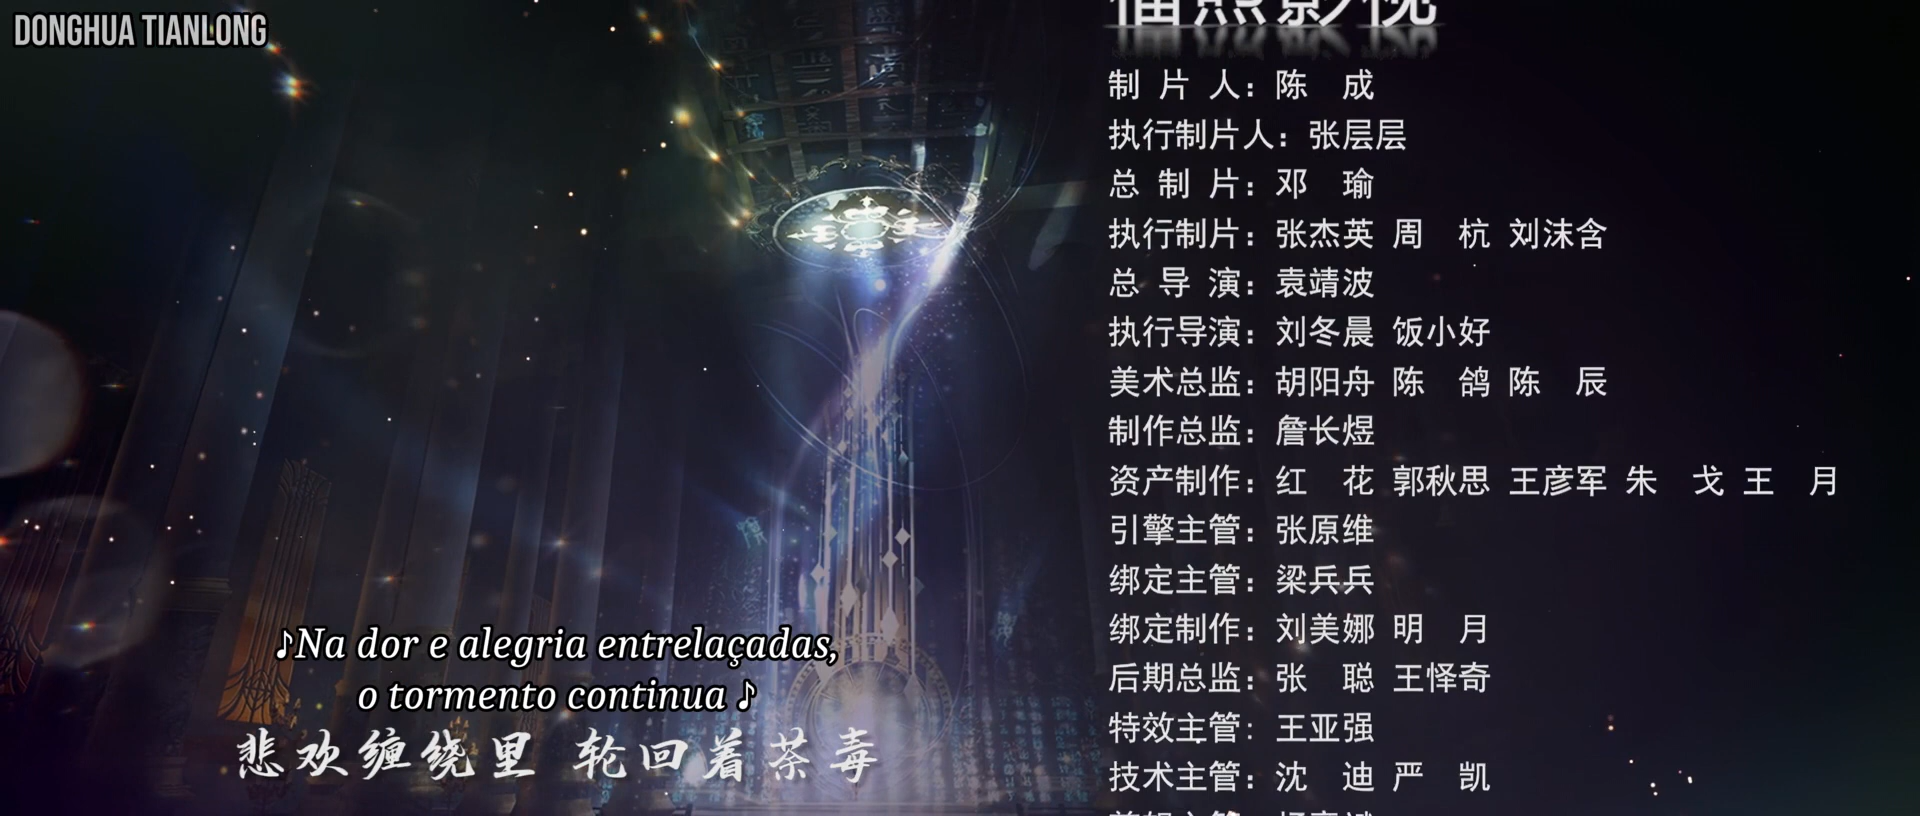 DONGHUA TIANLONG
制 片 人：陈 成
执行制片人：张层层
总 制 片：邓 瑜
执行制片：张杰英 周 杭 刘沫含
总 导 演：袁靖波
执行导演：刘冬晨 饭小好
美术总监：胡阳舟 陈 鸽 陈 辰
制作总监：詹长煜
资产制作：红 花 郭秋思 王彦军 朱 戈 王 月
引擎主管：张原维
绑定主管：梁兵兵
绑定制作：刘美娜 明 月
后期总监：张 聪 王怿奇
特效主管：王亚强
技术主管：沈 迪 严 凯
♪Na dor e alegria entrelaçadas,
o tormento continua ♪
悲欢缠绕里 轮回着荼毒